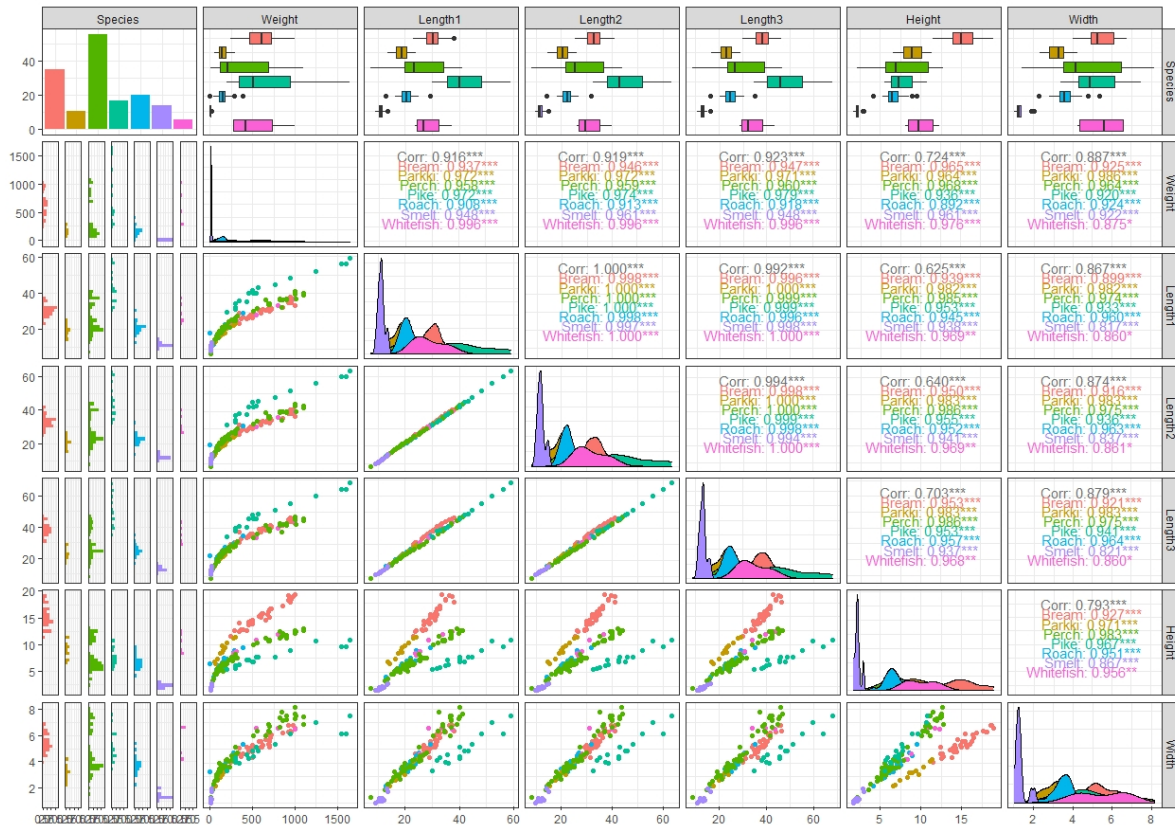 Species Weight Length1 Length2 Length3 Height Width
40
20
0
Species
1500
1000
500
0
Corr: 0.916***
Bream: 0.937***
Parkki: 0.972***
Perch: 0.958***
Pike: 0.972***
Roach: 0.908***
Smelt: 0.948***
Whitefish: 0.996***
Corr: 0.919***
Bream: 0.946***
Parkki: 0.972***
Perch: 0.959***
Pike: 0.974***
Roach: 0.913***
Smelt: 0.961***
Whitefish: 0.996***
Corr: 0.923***
Bream: 0.947***
Parkki: 0.971***
Perch: 0.960***
Pike: 0.979***
Roach: 0.918***
Smelt: 0.948***
Whitefish: 0.996***
Corr: 0.724***
Bream: 0.965***
Parkki: 0.964***
Perch: 0.968***
Pike: 0.936***
Roach: 0.892***
Smelt: 0.961***
Whitefish: 0.976***
Corr: 0.887***
Bream: 0.925***
Parkki: 0.986***
Perch: 0.964***
Pike: 0.920***
Roach: 0.924***
Smelt: 0.922***
Whitefish: 0.875*
Weight
60
40
20
Corr: 1.000***
Bream: 0.998***
Parkki: 1.000***
Perch: 1.000***
Pike: 1.000***
Roach: 0.998***
Smelt: 0.997***
Whitefish: 1.000***
Corr: 0.992***
Bream: 0.996***
Parkki: 1.000***
Perch: 0.999***
Pike: 0.999***
Roach: 0.996***
Smelt: 0.998***
Whitefish: 1.000***
Corr: 0.625***
Bream: 0.939***
Parkki: 0.982***
Perch: 0.985***
Pike: 0.953***
Roach: 0.945***
Smelt: 0.938***
Whitefish: 0.969**
Corr: 0.867***
Bream: 0.899***
Parkki: 0.982***
Perch: 0.974***
Pike: 0.933***
Roach: 0.960***
Smelt: 0.817***
Whitefish: 0.860*
Length1
60
40
20
Corr: 0.994***
Bream: 0.998***
Parkki: 1.000***
Perch: 1.000***
Pike: 0.999***
Roach: 0.998***
Smelt: 0.994***
Whitefish: 1.000***
Corr: 0.640***
Bream: 0.950***
Parkki: 0.983***
Perch: 0.986***
Pike: 0.955***
Roach: 0.952***
Smelt: 0.941***
Whitefish: 0.969**
Corr: 0.874***
Bream: 0.916***
Parkki: 0.983***
Perch: 0.975***
Pike: 0.936***
Roach: 0.963***
Smelt: 0.837***
Whitefish: 0.861*
Length2
60
40
20
Corr: 0.703***
Bream: 0.953***
Parkki: 0.983***
Perch: 0.986***
Pike: 0.953***
Roach: 0.957***
Smelt: 0.937***
Whitefish: 0.968**
Corr: 0.879***
Bream: 0.921***
Parkki: 0.983***
Perch: 0.975***
Pike: 0.941***
Roach: 0.964***
Smelt: 0.821***
Whitefish: 0.860*
Length3
20
15
10
5
Corr: 0.793***
Bream: 0.927***
Parkki: 0.971***
Perch: 0.983***
Pike: 0.967***
Roach: 0.951***
Smelt: 0.867***
Whitefish: 0.956**
Height
8
6
4
2
Width
0 500 1000 1500
20 40 60
20 40 60
20 40 60
5 10 15
2 4 6 8